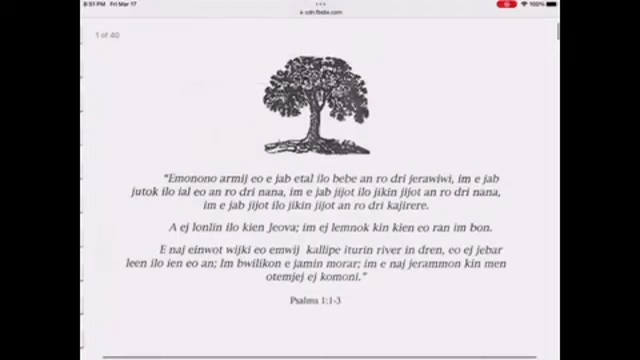 8:51 PM Fri Mar 17
100%
cdn.fbsbx.com
1 of 40
"Emonono armij eo e jab etal ilo bebe an ro dri jerawiwi, im e jab
jutok ilo ial eo an ro dri nana, im e jab jijot ilo jikin jijot an ro dri nana,
im e jab jijot ilo jikin jijot an ro dri kajirere.
A ej lonlin ilo kien Jeova; im ej lemnok kin kien eo ran im bon.
E naj einwot wijki eo emwij kallipe iturin river in dren, eo ej jebar
leen ilo ien eo an; Im bwilikon e jamin morar; im e naj jerammon kin men
otemjej ej komoni."
Psalms 1:1-3